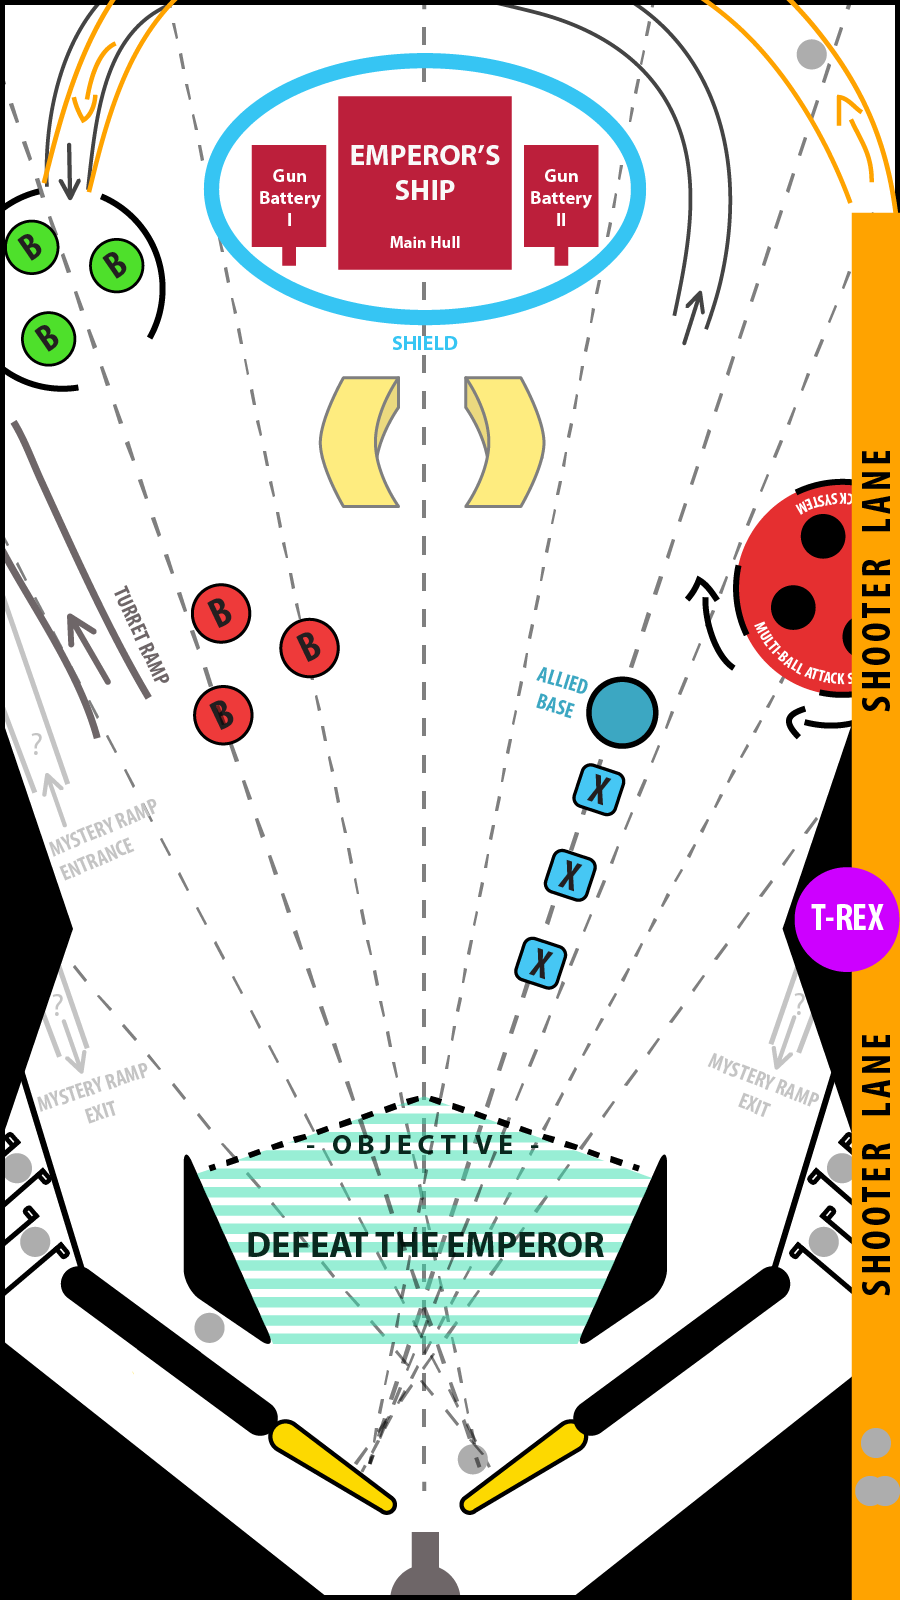 EMPEROR'S
SHIP
Main Hull
Gun
Battery
I
Gun
Battery
II
SHIELD
B
B
B
CK SYSTEM
SHOOTER LANE
TURRET RAMP
B
B
B
MULTI-BALL ATTACK S
ALLIED
BASE
?
X
MYSTERY RAMP
ENTRANCE
X
T-REX
X
?
?
MYSTERY RAMP
EXIT
MYSTERY RAMP
EXIT
SHOOTER LANE
- OBJECTIVE -
DEFEAT THE EMPEROR